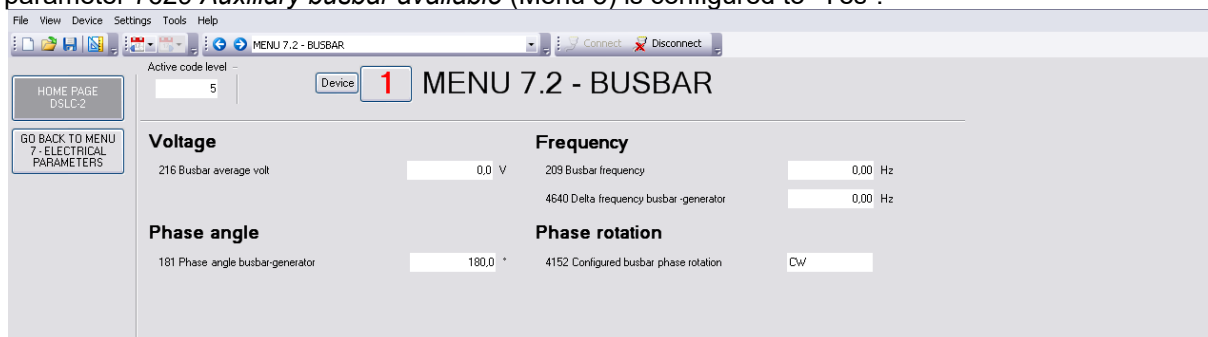 parameter 7629 Auxiliary busbar available (Menu 5) is configured to "Yes".
File View Device Settings Tools Help
MENU 7.2 - BUSBAR Connect Disconnect
Active code level
HOME PAGE
DSLC-2
5 Device 1 MENU 7.2 - BUSBAR
GO BACK TO MENU
7 - ELECTRICAL
PARAMETERS
Voltage Frequency
216 Busbar average volt 0,0 V 209 Busbar frequency 0,00 Hz
4640 Delta frequency busbar -generator 0,00 Hz
Phase angle Phase rotation
181 Phase angle busbar-generator 180,0 ° 4152 Configured busbar phase rotation CW